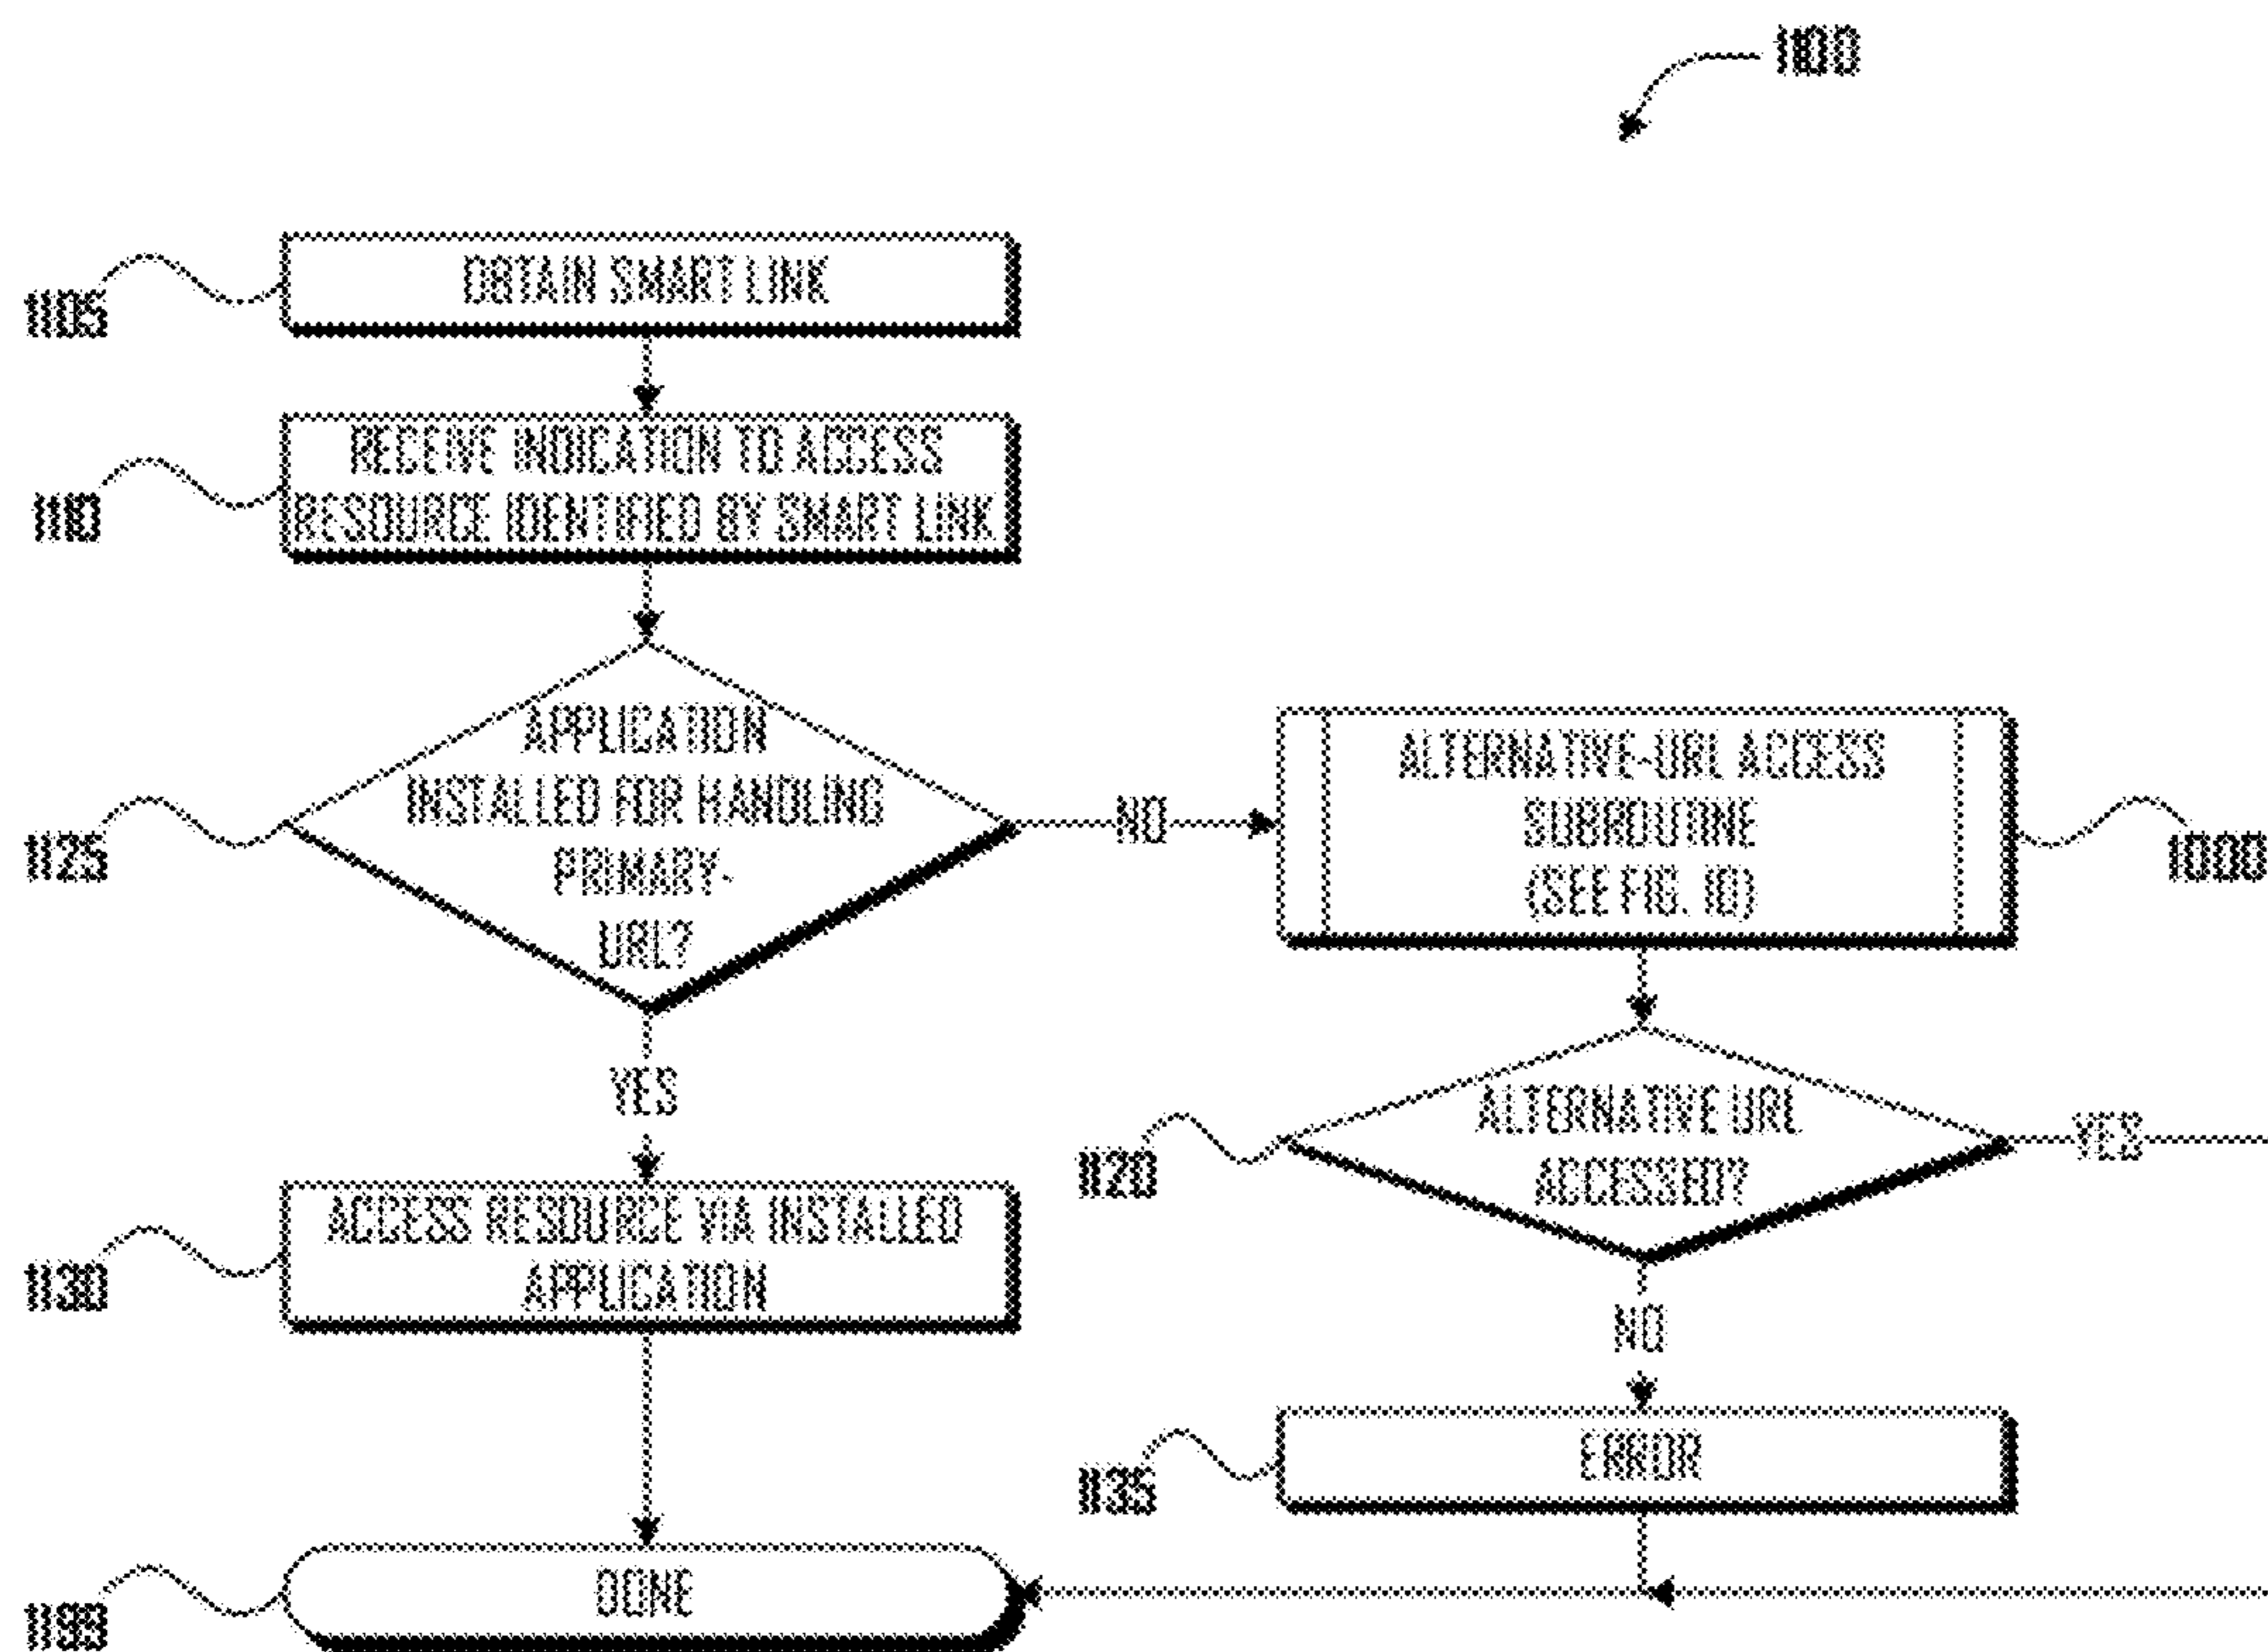 1100
1105
OBTAIN SMART LINK
1110
RECEIVE INDICATION TO ACCESS
RESOURCE IDENTIFIED BY SMART LINK
1125
APPLICATION
INSTALLED FOR HANDLING
PRIMARY-
URL?
NO
ALTERNATIVE-URL ACCESS
SUBROUTINE
(SEE FIG. 10)
1000
YES
1120
ALTERNATIVE URL
ACCESSED?
YES
1130
ACCESS RESOURCE VIA INSTALLED
APPLICATION
NO
1135
ERROR
1199
DONE